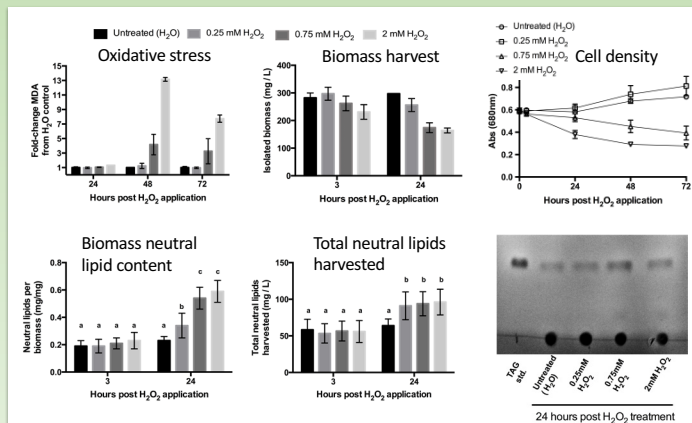 Untreated (H₂O) 0.25 mM H₂O₂ 0.75 mM H₂O₂ 2 mM H₂O₂
Oxidative stress
Fold-change MDA
from H₂O control
15
13
11
9
7
5
3
1
24 48 72
Hours post H₂O₂ application
Biomass harvest
Isolated biomass (mg / L)
400
300
200
100
0
3 24
Hours post H₂O₂ application
Untreated (H₂O)
0.25 mM H₂O₂
0.75 mM H₂O₂
2 mM H₂O₂
Cell density
Abs (680nm)
0.8
0.6
0.4
0.2
0.0
0 24 48 72
Hours post H₂O₂ application
Biomass neutral
lipid content
Neutral lipids per
biomass (mg/mg)
0.8
0.6
0.4
0.2
0.0
a a a a a b c c
3 24
Hours post H₂O₂ application
Total neutral lipids
harvested
Total neutral lipids
harvested (mg / L)
150
100
50
0
a a a a a b b b
3 24
Hours post H₂O₂ application
TAG
std.
Untreated
(H₂O)
0.25mM
H₂O₂
0.75mM
H₂O₂
2mM H₂O₂
24 hours post H₂O₂ treatment